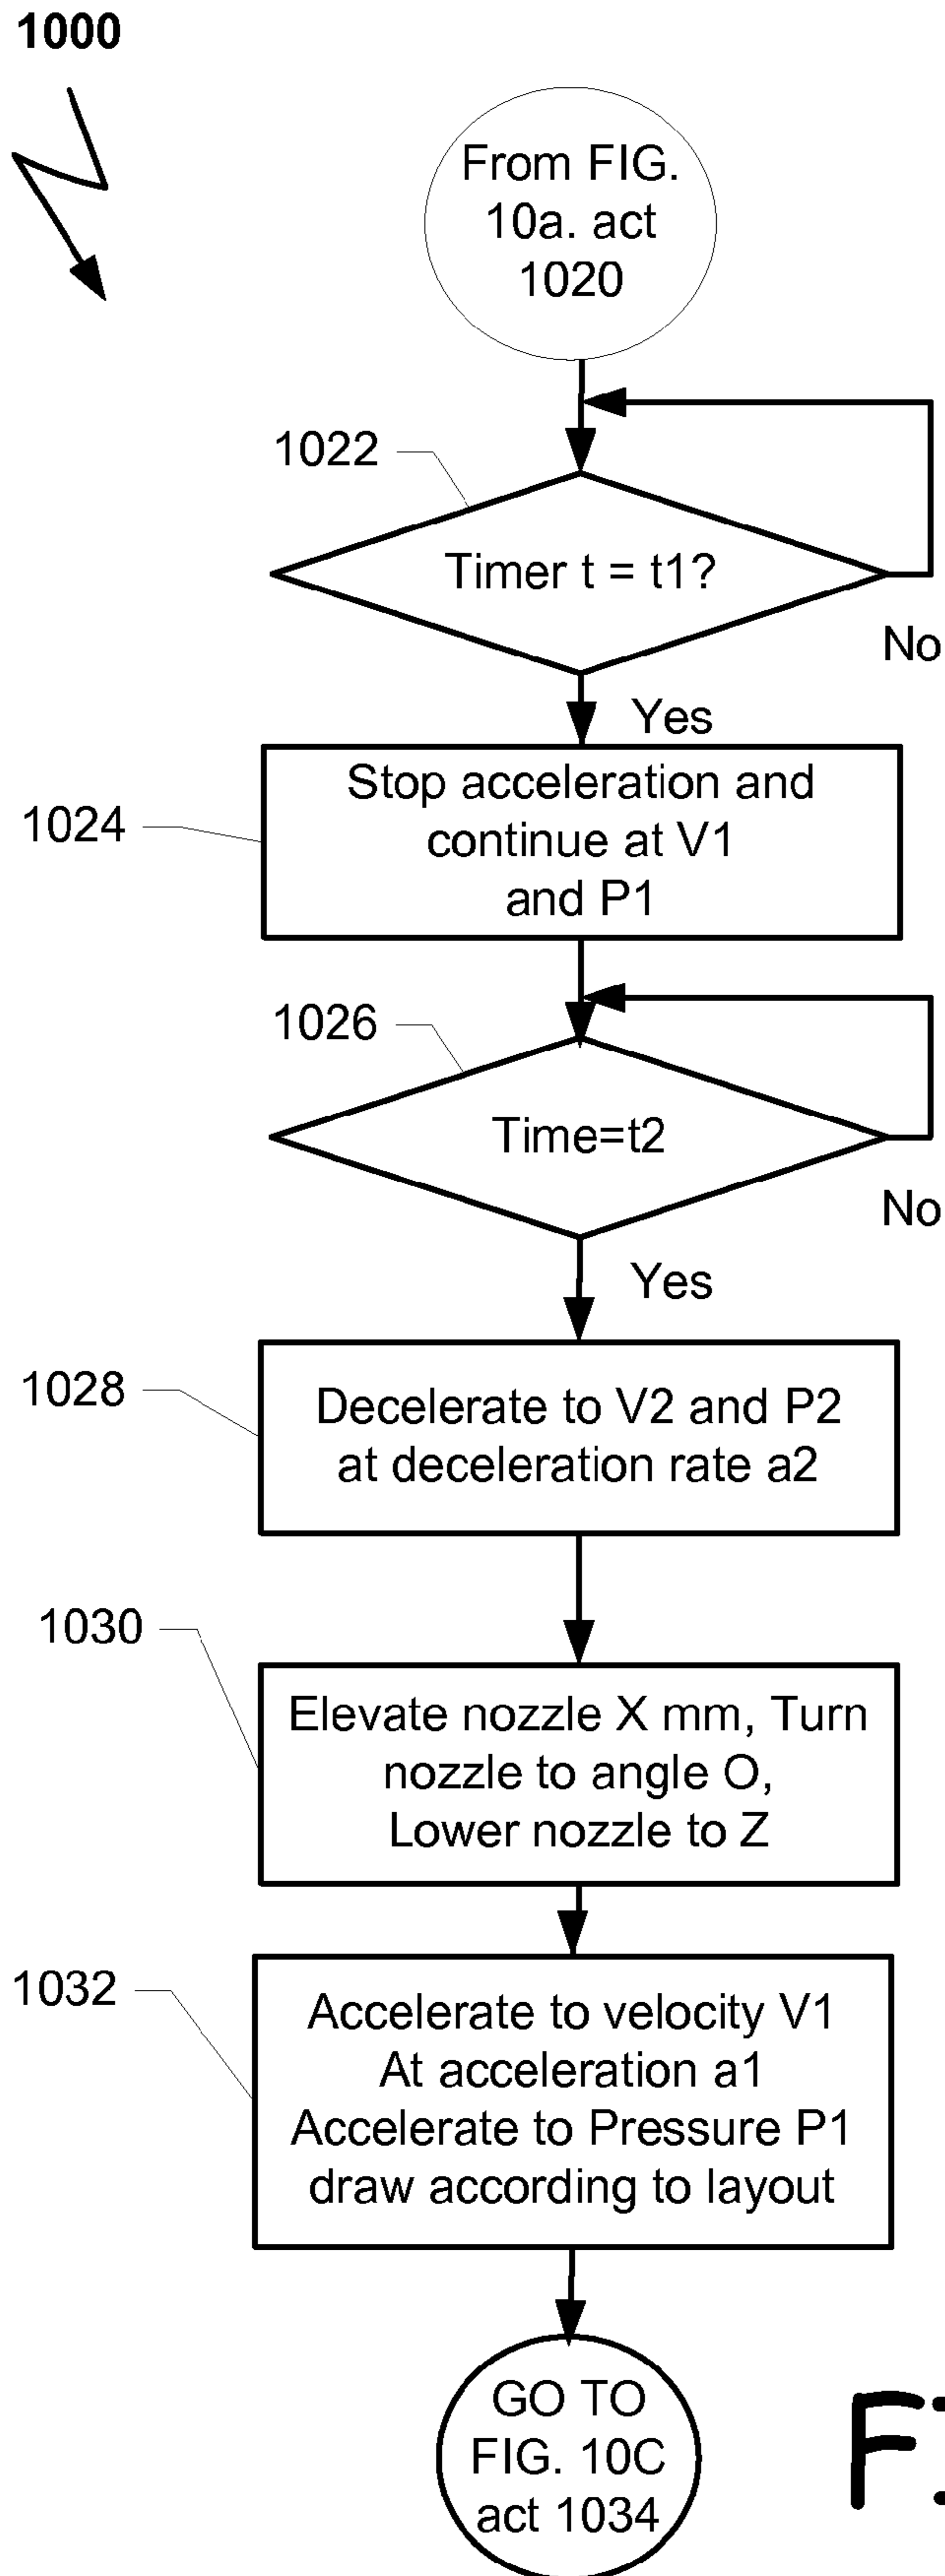 1000
From FIG.
10a. act
1020
1022
Timer t = t1?
No
Yes
1024
Stop acceleration and
continue at V1
and P1
1026
Time=t2
No
Yes
1028
Decelerate to V2 and P2
at deceleration rate a2
1030
Elevate nozzle X mm, Turn
nozzle to angle O,
Lower nozzle to Z
1032
Accelerate to velocity V1
At acceleration a1
Accelerate to Pressure P1
draw according to layout
GO TO
FIG. 10C
act 1034